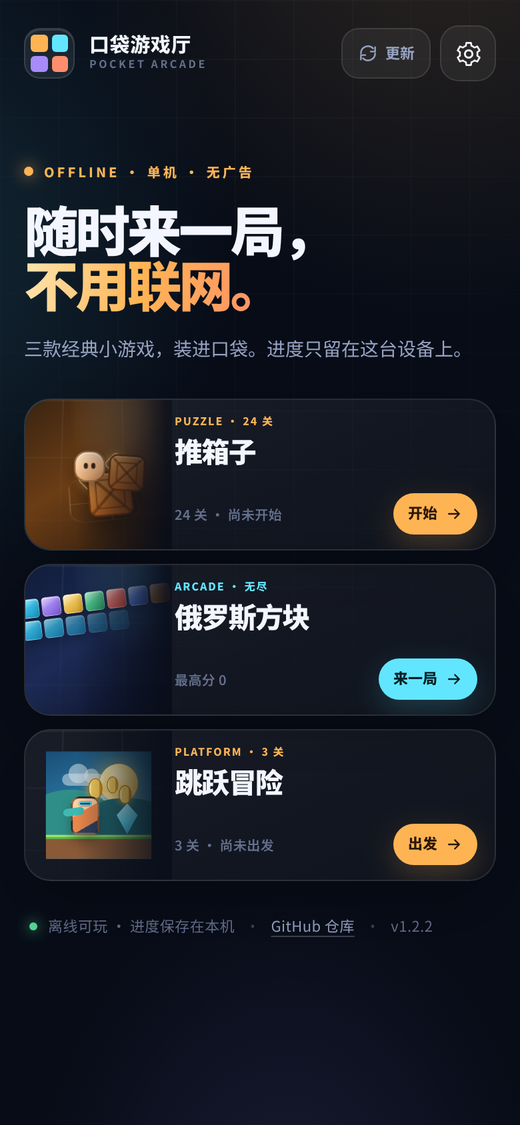 口袋游戏厅
POCKET ARCADE
更新
OFFLINE • 单机 • 无广告
随时来一局，
不用联网。
三款经典小游戏，装进口袋。进度只留在这台设备上。
PUZZLE • 24 关
推箱子
24 关 • 尚未开始
开始 →
ARCADE • 无尽
俄罗斯方块
最高分 0
来一局 →
PLATFORM • 3 关
跳跃冒险
3 关 • 尚未出发
出发 →
离线可玩 • 进度保存在本机 • GitHub 仓库 • v1.2.2